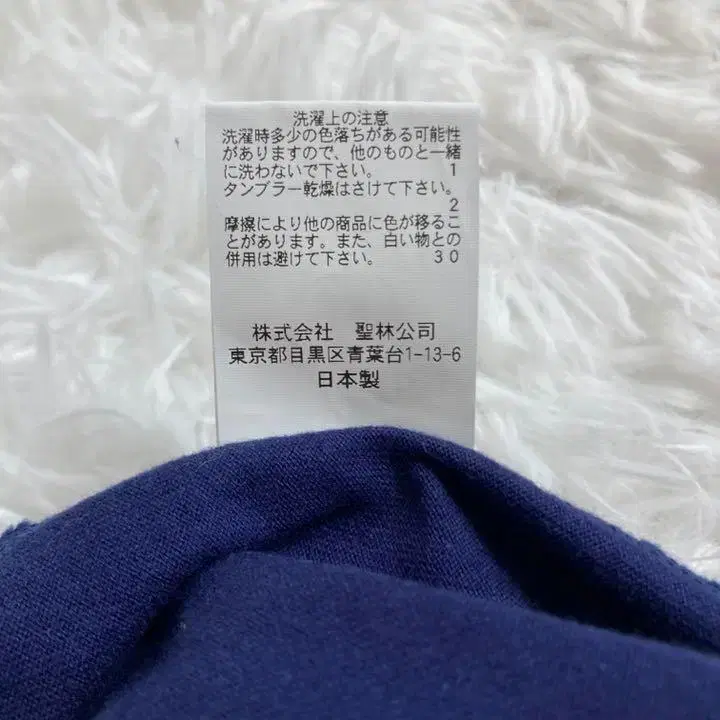 洗濯上の注意
洗濯時多少の色落ちがある可能性
がありますので、他のものと一緒
に洗わないで下さい。 1
タンブラー乾燥はさけて下さい。
2
摩擦により他の商品に色が移るこ
とがあります。また、白い物との
併用は避けて下さい。 30
株式会社 聖林公司
東京都目黒区青葉台1-13-6
日本製